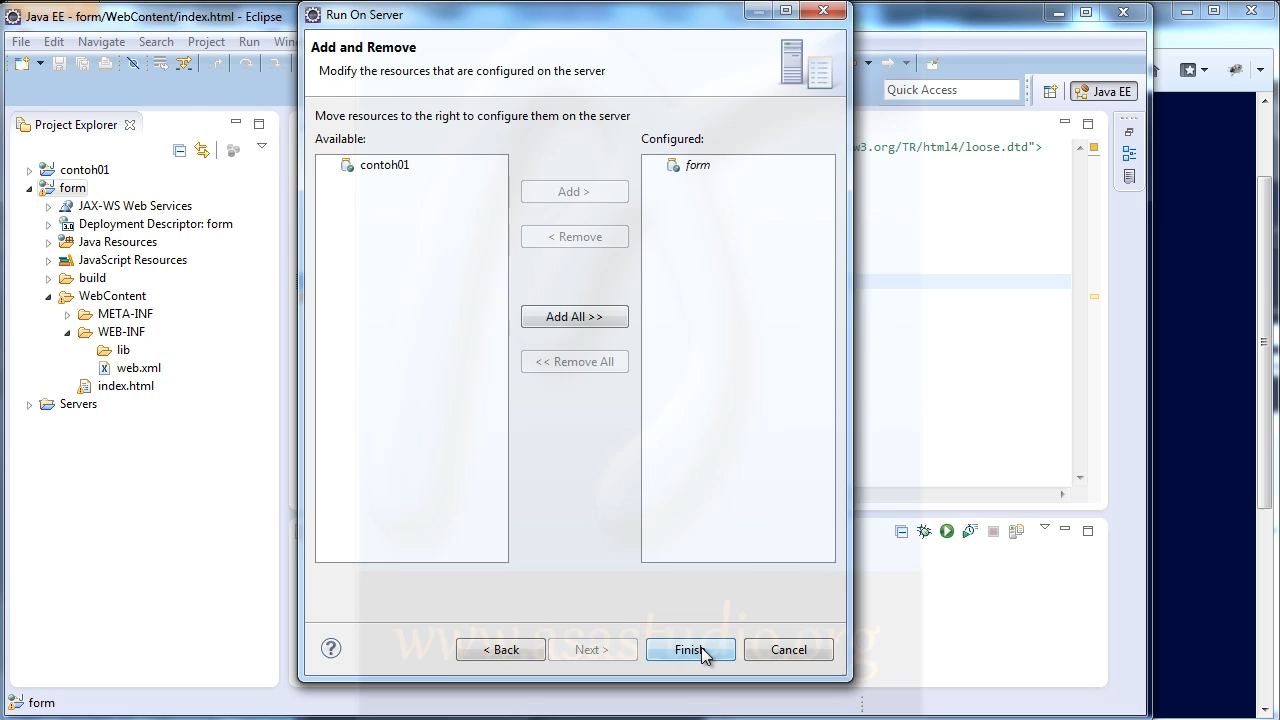 Java EE - form/WebContent/index.html - Eclipse
Run On Server
File Edit Navigate Search Project Run
Add and Remove
Modify the resources that are configured on the server
Quick Access
Java EE
Move resources to the right to configure them on the server
Project Explorer
Available:
Configured:
w3.org/TR/html4/loose.dtd">
contoh01
form
contoh01
form
Add >
< Remove
Add All >>
<< Remove All
JAX-WS Web Services
Deployment Descriptor: form
Java Resources
JavaScript Resources
build
WebContent
META-INF
WEB-INF
lib
web.xml
index.html
Servers
< Back
Next >
Finish
Cancel
form